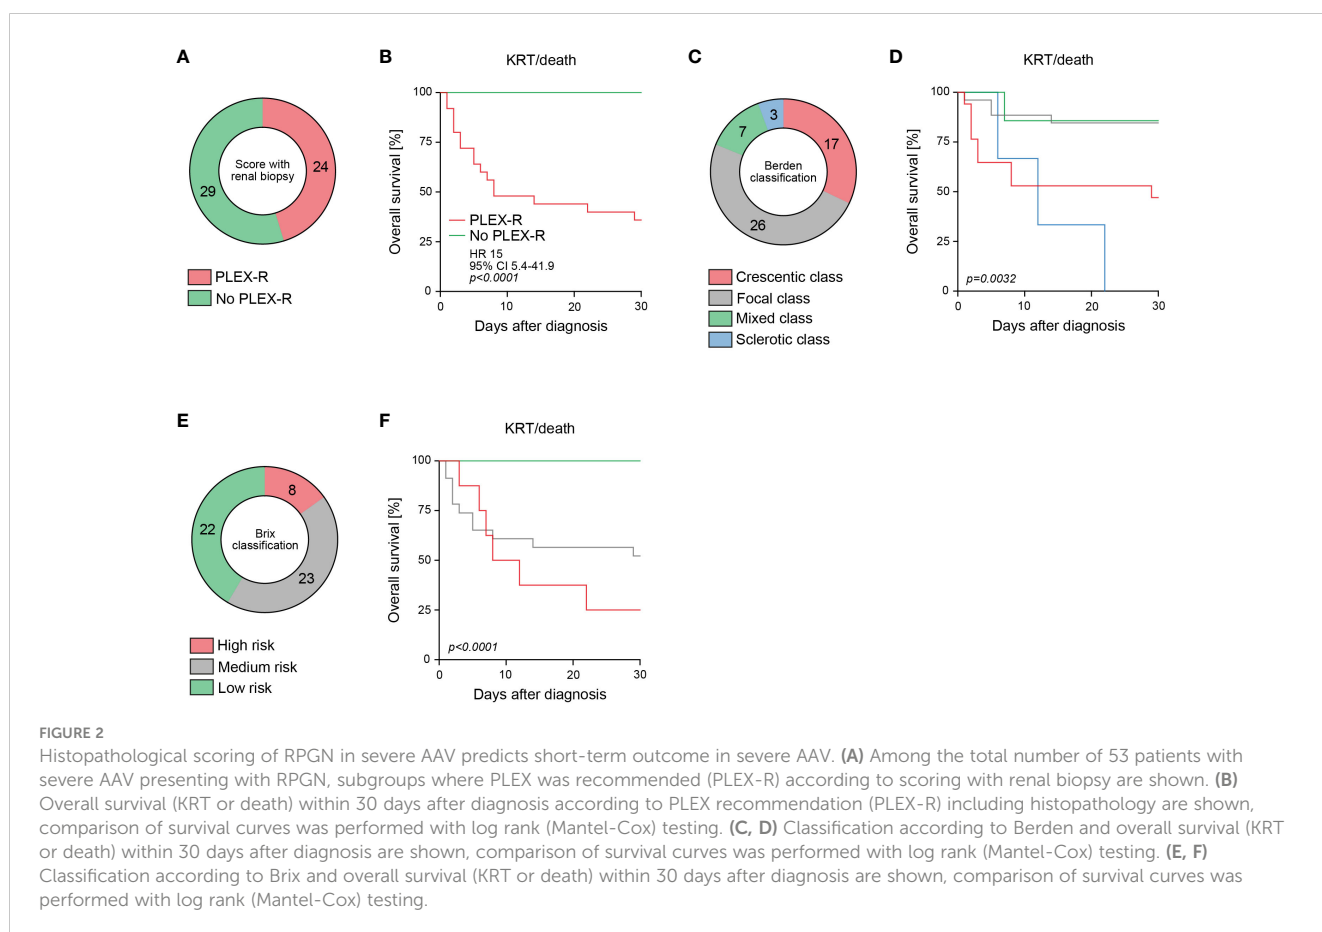 A
Score with
renal biopsy
24
29
PLEX-R
No PLEX-R
B
KRT/death
Overall survival [%]
100
75
50
25
0
PLEX-R
No PLEX-R
HR 15
95% CI 5.4-41.9
p<0.0001
0
10
20
30
Days after diagnosis
C
3
7
17
Berden
classification
26
Crescentic class
Focal class
Mixed class
Sclerotic class
D
KRT/death
Overall survival [%]
100
75
50
25
0
p=0.0032
0
10
20
30
Days after diagnosis
E
8
22
Brix
classification
23
High risk
Medium risk
Low risk
F
KRT/death
Overall survival [%]
100
75
50
25
0
p<0.0001
0
10
20
30
Days after diagnosis
FIGURE 2
Histopathological scoring of RPGN in severe AAV predicts short-term outcome in severe AAV. (A) Among the total number of 53 patients with
severe AAV presenting with RPGN, subgroups where PLEX was recommended (PLEX-R) according to scoring with renal biopsy are shown. (B)
Overall survival (KRT or death) within 30 days after diagnosis according to PLEX recommendation (PLEX-R) including histopathology are shown,
comparison of survival curves was performed with log rank (Mantel-Cox) testing. (C, D) Classification according to Berden and overall survival (KRT
or death) within 30 days after diagnosis are shown, comparison of survival curves was performed with log rank (Mantel-Cox) testing. (E, F)
Classification according to Brix and overall survival (KRT or death) within 30 days after diagnosis are shown, comparison of survival curves was
performed with log rank (Mantel-Cox) testing.